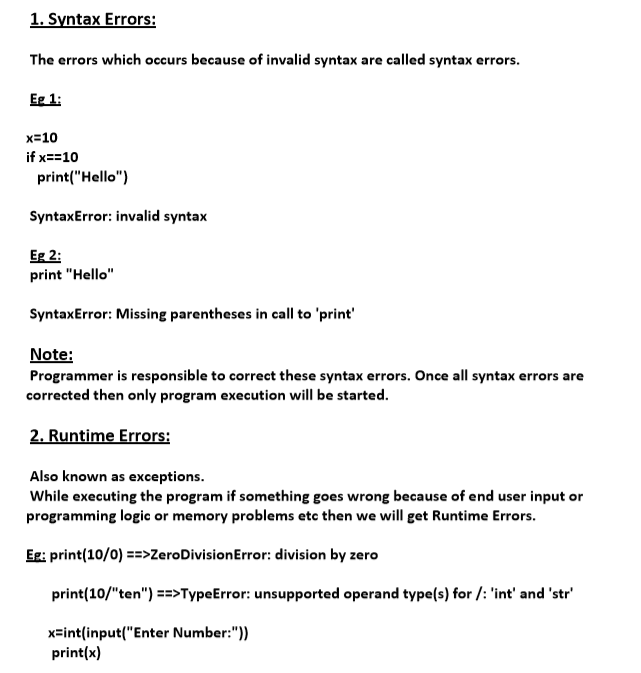 1. Syntax Errors:
The errors which occurs because of invalid syntax are called syntax errors.
Eg 1:
x=10
if x==10
print("Hello")
SyntaxError: invalid syntax
Eg 2:
print "Hello"
SyntaxError: Missing parentheses in call to 'print'
Note:
Programmer is responsible to correct these syntax errors. Once all syntax errors are
corrected then only program execution will be started.
2. Runtime Errors:
Also known as exceptions.
While executing the program if something goes wrong because of end user input or
programming logic or memory problems etc then we will get Runtime Errors.
Eg: print(10/0) ==>ZeroDivisionError: division by zero
print(10/"ten") ==>TypeError: unsupported operand type(s) for /: 'int' and 'str'
x=int(input("Enter Number:"))
print(x)